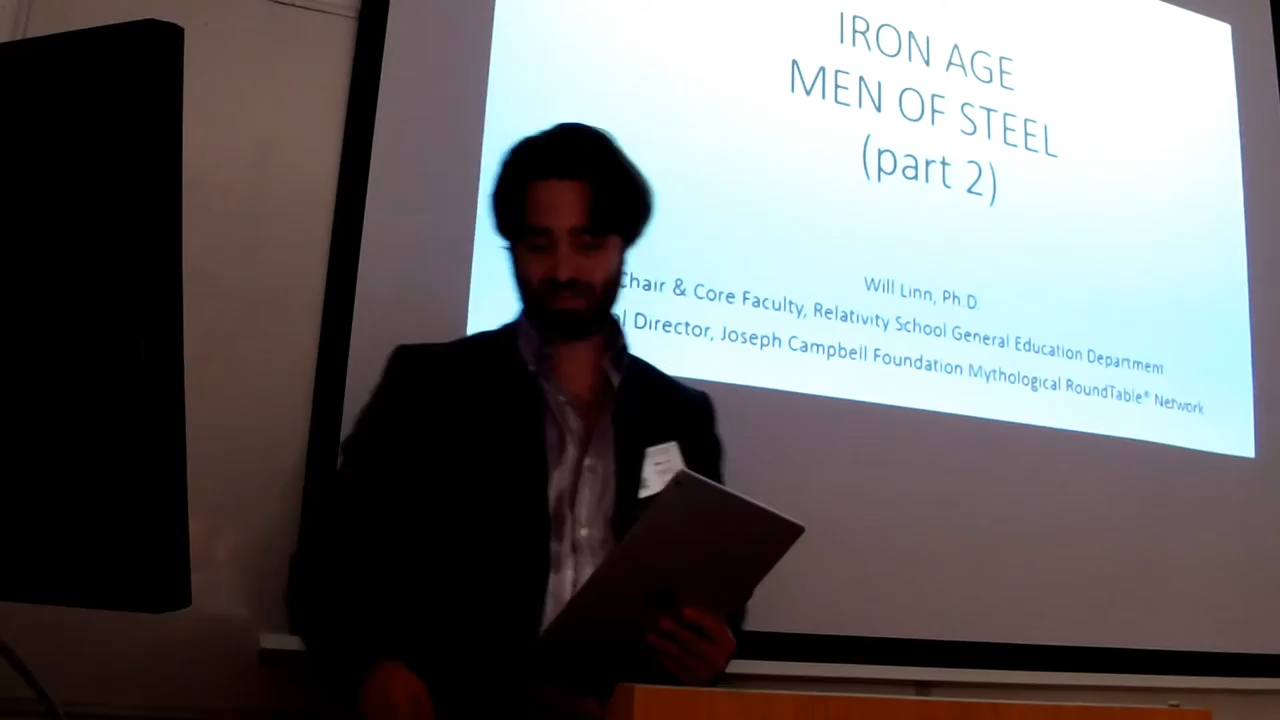 IRON AGE
MEN OF STEEL
(part 2)
Will Linn, Ph.D.
Chair & Core Faculty, Relativity School General Education Department
Director, Joseph Campbell Foundation Mythological RoundTable® Network